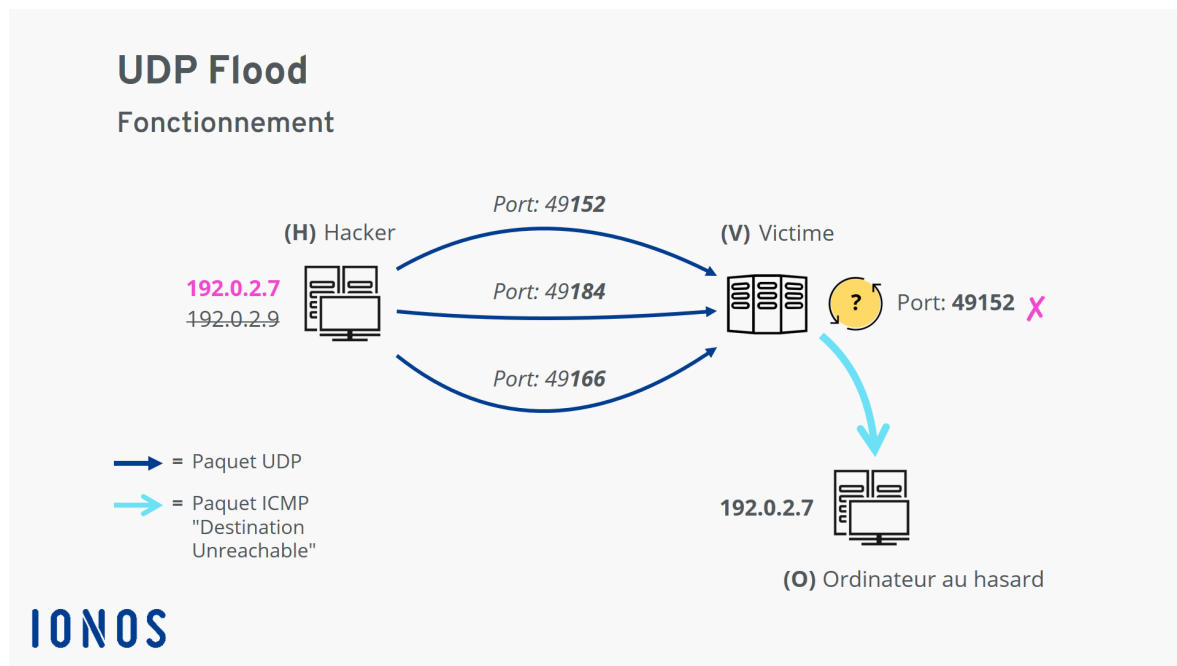 UDP Flood
Fonctionnement
Port: 49152
(H) Hacker
(V) Victime
192.0.2.7
192.0.2.9
Port: 49184
?
Port: 49152
✗
Port: 49166
= Paquet UDP
= Paquet ICMP
"Destination
Unreachable"
192.0.2.7
(O) Ordinateur au hasard
IONOS